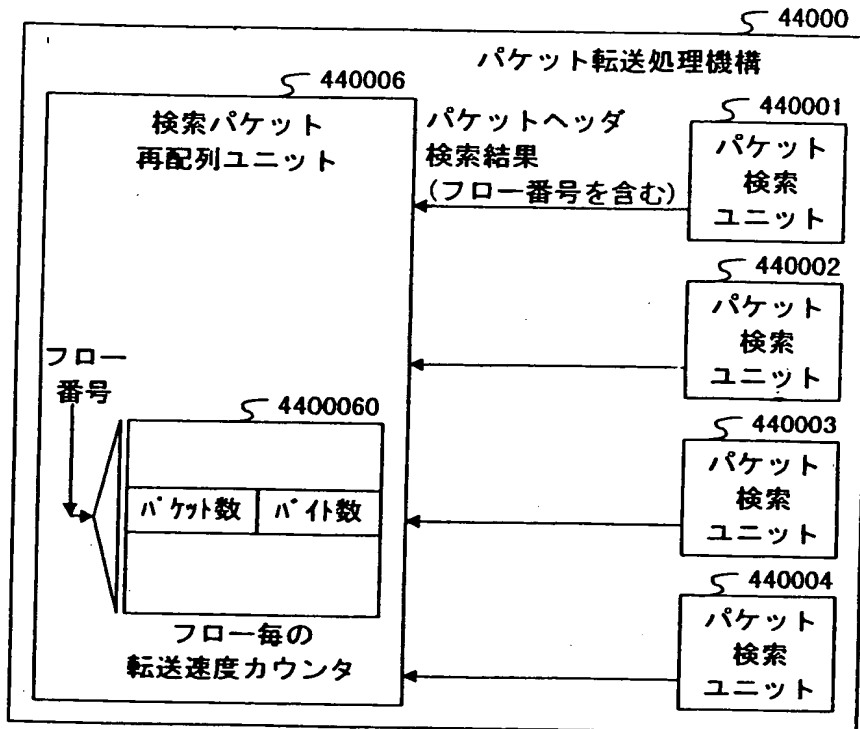 44000
パケット転送処理機構
440006
検索パケット
再配列ユニット
パケットヘッダ
検索結果
(フロー番号を含む)
440001
パケット
検索
ユニット
440002
パケット
検索
ユニット
フロー
番号
4400060
パケット数
バイト数
440003
パケット
検索
ユニット
フロー毎の
転送速度カウンタ
440004
パケット
検索
ユニット